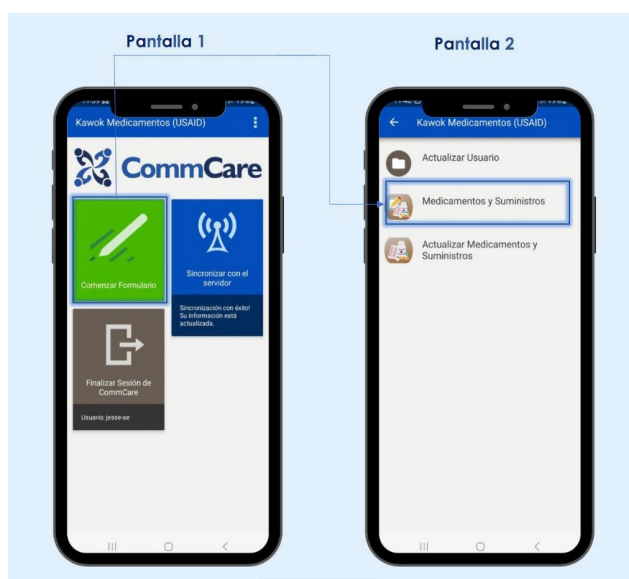 Pantalla 1
Pantalla 2
Kawok Medicamentos (USAID)
CommCare
Comenzar Formulario
Sincronizar con el
servidor
Sincronización con éxito!
Su información está
actualizada.
Finalizar Sesión de
CommCare
Usuario: jesse-ae
Kawok Medicamentos (USAID)
Actualizar Usuario
Medicamentos y Suministros
Actualizar Medicamentos y
Suministros